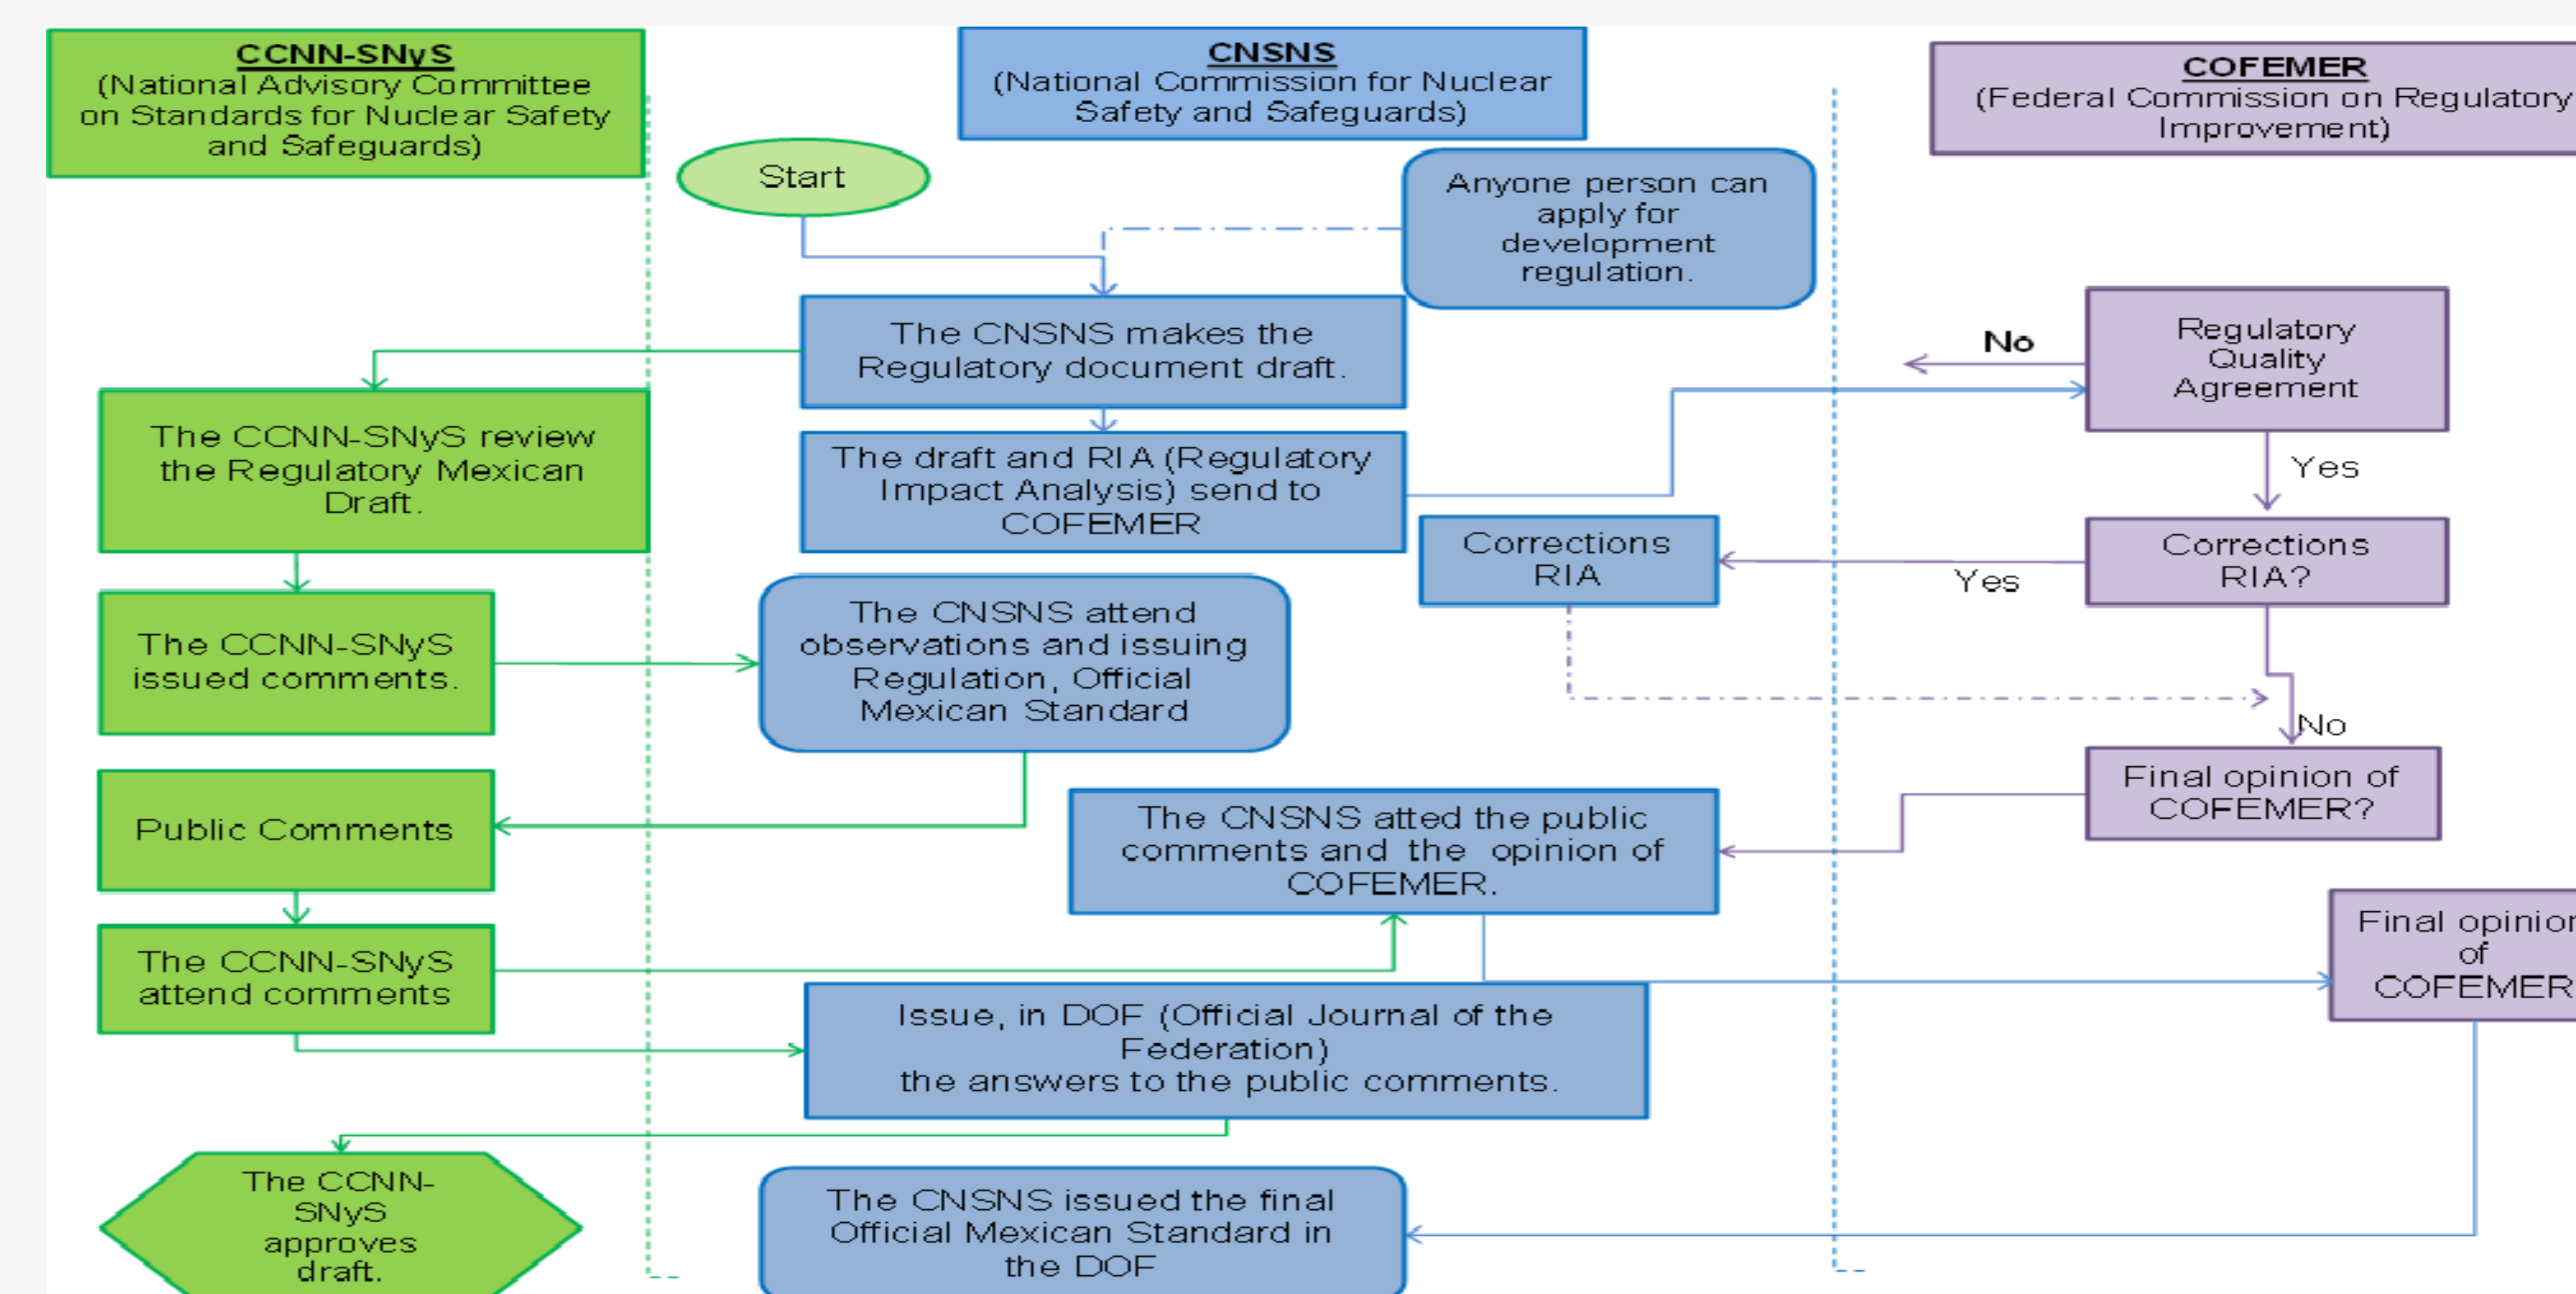 CCNN-SNyS
(National Advisory Committee
on Standards for Nuclear Safety
and Safeguards)
CNSNS
(National Commission for Nuclear
Safety and Safeguards)
COFEMER
(Federal Commission on Regulatory
Improvement)
Start
Anyone person can
apply for
development
regulation.
The CNSNS makes the
Regulatory document draft.
No
Regulatory
Quality
Agreement
The CCNN-SNyS review
the Regulatory Mexican
Draft.
The draft and RIA (Regulatory
Impact Analysis) send to
COFEMER
Yes
Corrections
RIA
Yes
Corrections
RIA?
The CCNN-SNyS
issued comments.
The CNSNS attend
observations and issuing
Regulation, Official
Mexican Standard
No
Public Comments
The CNSNS atted the public
comments and the opinion of
COFEMER.
Final opinion of
COFEMER?
The CCNN-SNyS
attend comments
Final opinion
of
COFEMER
Issue, in DOF (Official Journal of the
Federation)
the answers to the public comments.
The CCNN-
SNyS
approves
draft.
The CNSNS issued the final
Official Mexican Standard in
the DOF